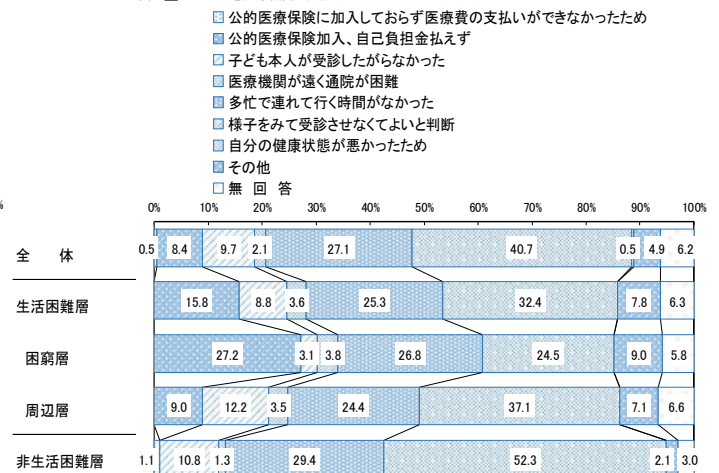 公的医療保険に加入しておらず医療費の支払いができなかったため
公的医療保険加入、自己負担金払えず
子ども本人が受診したがらなかった
医療機関が遠く通院が困難
多忙で連れて行く時間がなかった
様子をみて受診させなくてよいと判断
自分の健康状態が悪かったため
その他
無 回 答
%
0% 10% 20% 30% 40% 50% 60% 70% 80% 90% 100%
全 体 0.5 8.4 9.7 2.1 27.1 40.7 0.5 4.9 6.2
生活困難層 15.8 8.8 3.6 25.3 32.4 7.8 6.3
困窮層 27.2 3.1 3.8 26.8 24.5 9.0 5.8
周辺層 9.0 12.2 3.5 24.4 37.1 7.1 6.6
非生活困難層 1.1 10.8 1.3 29.4 52.3 2.1 3.0